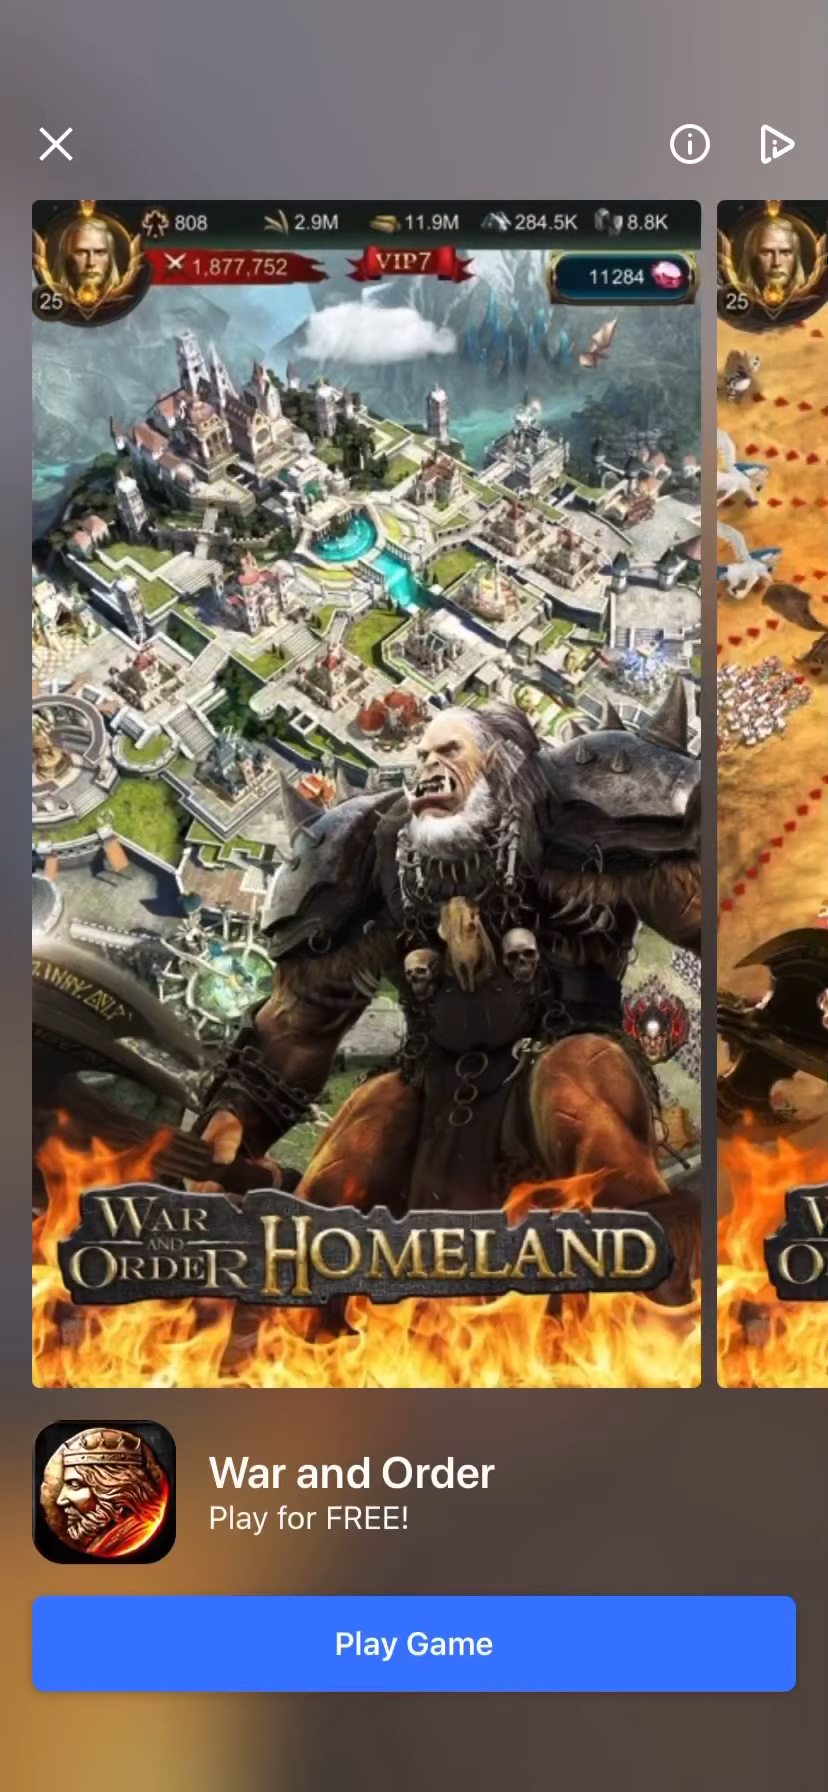 808 2.9M 11.9M 284.5K 8.8K
1,877,752 VIP7 11284
25
25
WAR AND ORDER HOMELAND
War and Order
Play for FREE!
Play Game